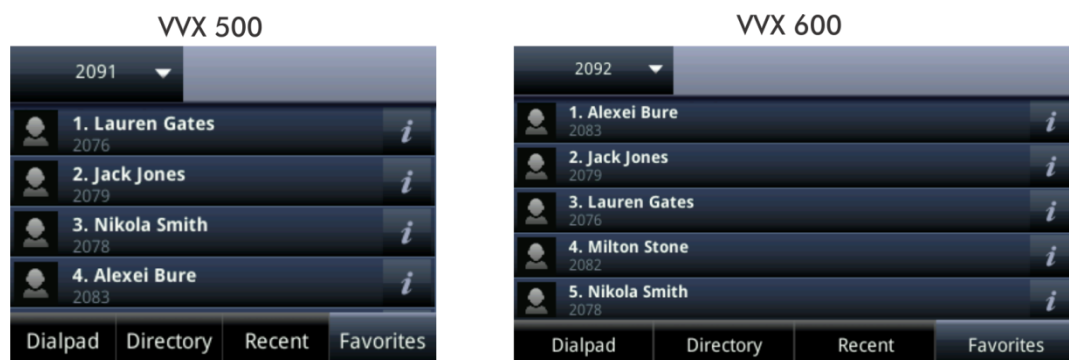 VVX 500
2091
1. Lauren Gates
2076
i
2. Jack Jones
2079
i
3. Nikola Smith
2078
i
4. Alexei Bure
2083
i
Dialpad Directory Recent Favorites
VVX 600
2092
1. Alexei Bure
2083
i
2. Jack Jones
2079
i
3. Lauren Gates
2076
i
4. Milton Stone
2082
i
5. Nikola Smith
2078
i
Dialpad Directory Recent Favorites